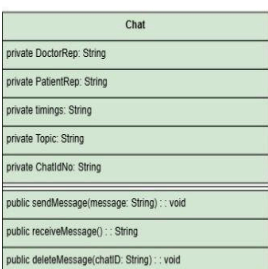 Chat
private DoctorRep: String
private PatientRep: String
private timings: String
private Topic: String
private ChatIdNo: String
public sendMessage(message: String) : : void
public receiveMessage() : : String
public deleteMessage(chatID: String) : : void